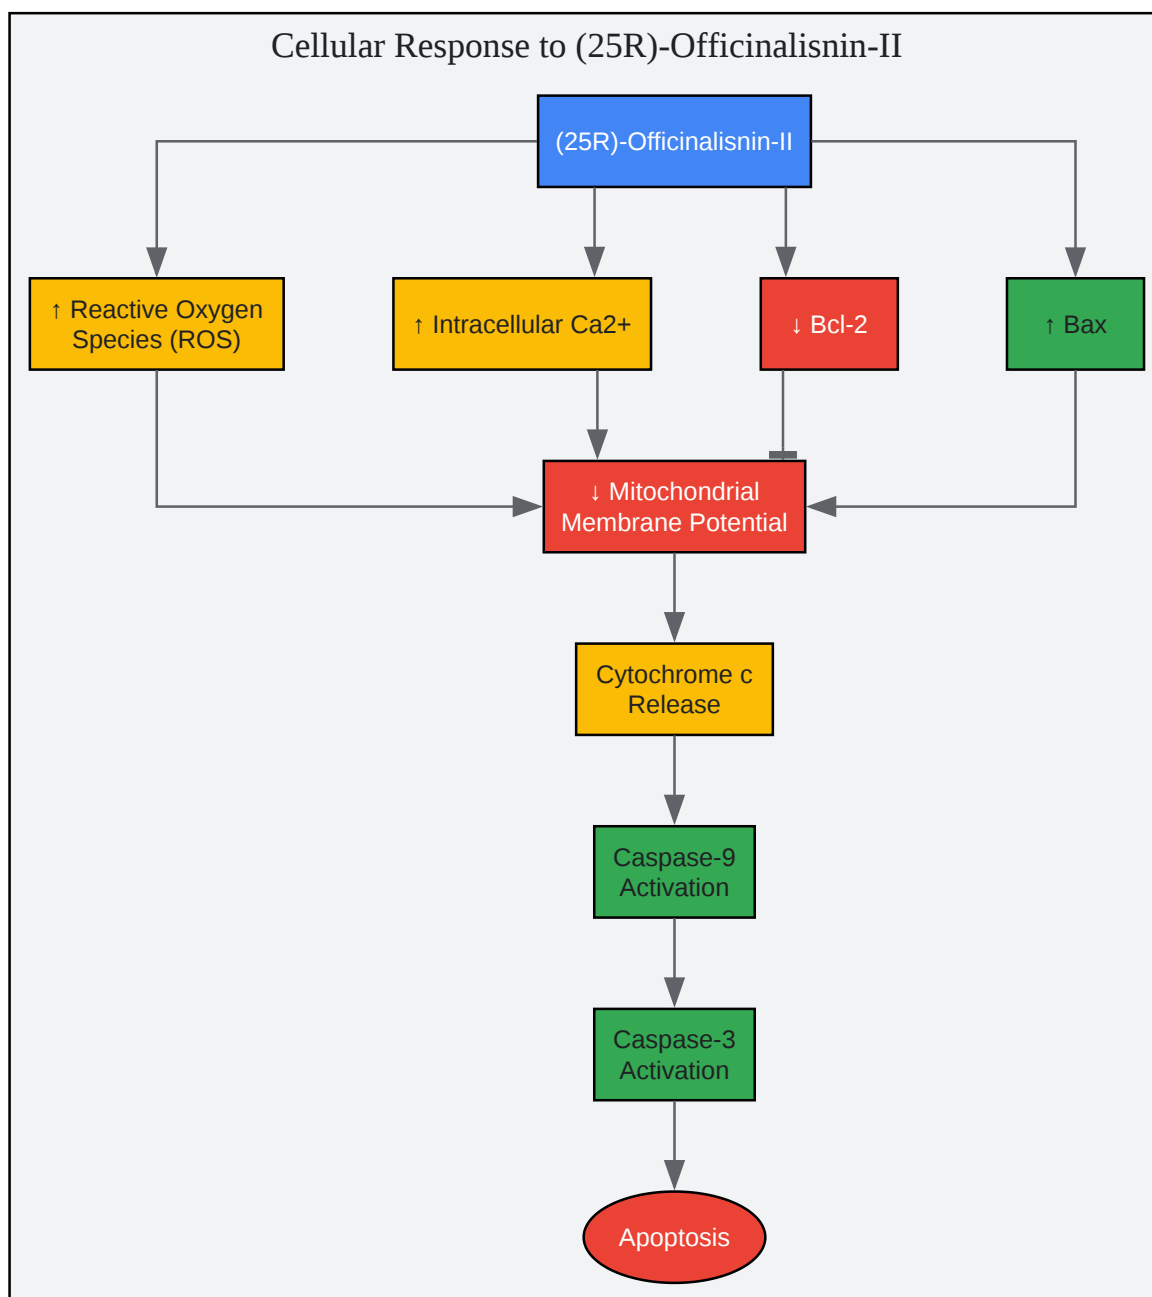 Cellular Response to (25R)-Officinalisnin-II
(25R)-Officinalisnin-II
↑ Reactive Oxygen
Species (ROS)
↑ Intracellular Ca2+
↓ Bcl-2
↑ Bax
↓ Mitochondrial
Membrane Potential
Cytochrome c
Release
Caspase-9
Activation
Caspase-3
Activation
Apoptosis